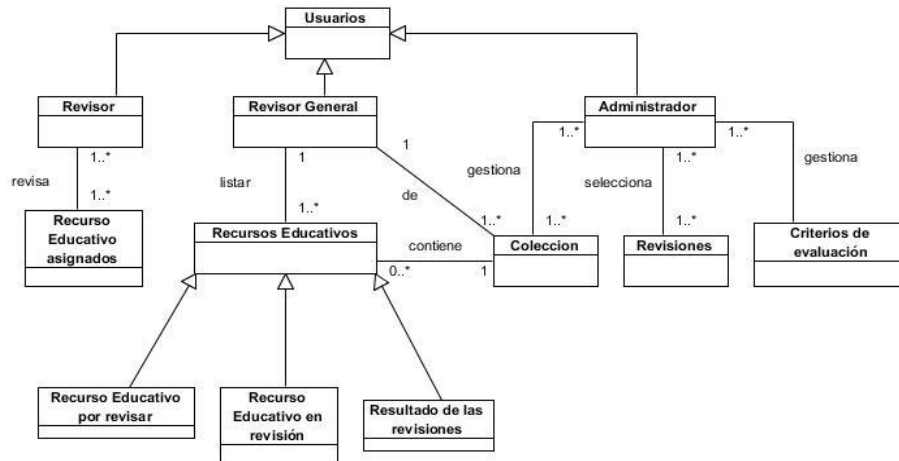 Usuarios
Revisor
Revisor General
Administrador
1..*
1
1
1..*
1..*
1..*
revisa
listar
gestiona
selecciona
gestiona
de
1..*
1..*
1..*
1..*
1..*
Recurso
Educativo
asignados
Recursos Educativos
contiene
0..*
1
Coleccion
Revisiones
Criterios de
evaluación
Recurso Educativo
por revisar
Recurso
Educativo en
revisión
Resultado de las
revisiones